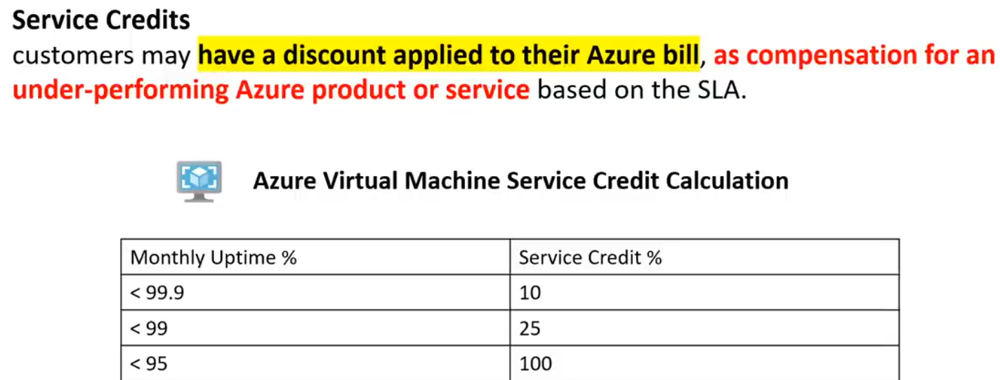 Service Credits
customers may have a discount applied to their Azure bill, as compensation for an
under-performing Azure product or service based on the SLA.
Azure Virtual Machine Service Credit Calculation
Monthly Uptime % Service Credit %
< 99.9 10
< 99 25
< 95 100